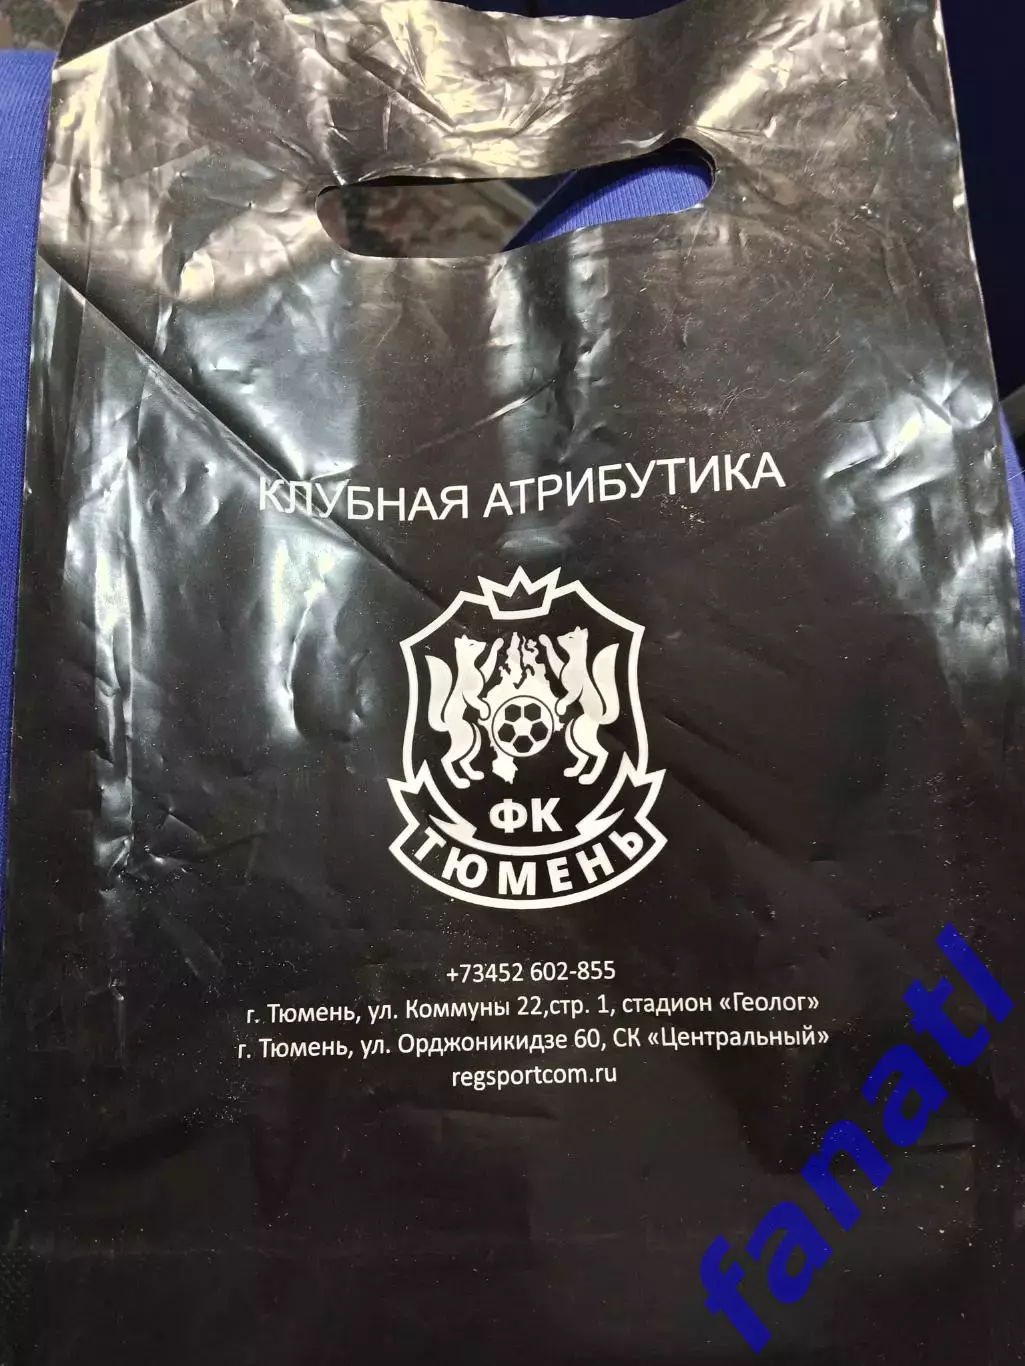 КЛУБНАЯ АТРИБУТИКА
ФК
ТЮМЕНЬ
+73452 602-855
г. Тюмень, ул. Коммуны 22,стр. 1, стадион «Геолог»
г. Тюмень, ул. Орджоникидзе 60, СК «Центральный»
regsportcom.ru
fanat1